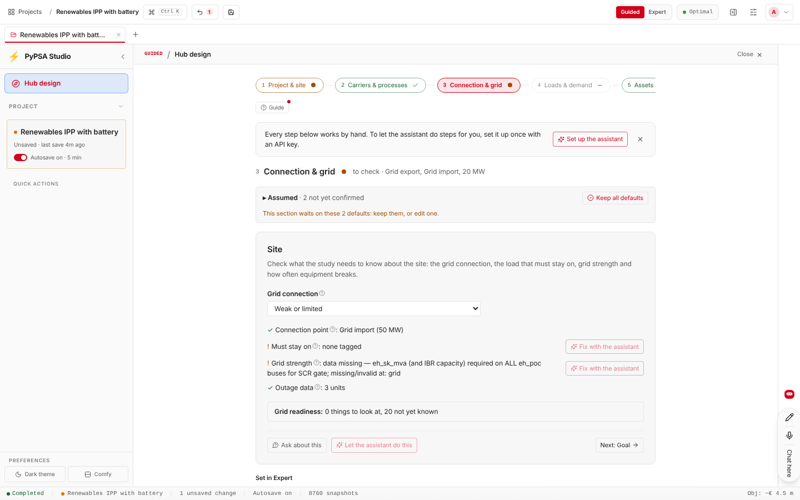 Projects / Renewables IPP with battery Ctrl K 1 Guided Expert Optimal A
Renewables IPP with batt... × +
PyPSA Studio
GUIDED / Hub design Close ×
Hub design
PROJECT
Renewables IPP with battery
Unsaved · last save 4m ago
Autosave on · 5 min
QUICK ACTIONS
1 Project & site
2 Carriers & processes ✓
3 Connection & grid
4 Loads & demand –
5 Assets
Guide
Every step below works by hand. To let the assistant do steps for you, set it up once with
an API key.
Set up the assistant ×
3 Connection & grid to check · Grid export, Grid import, 20 MW
▸ Assumed · 2 not yet confirmed
Keep all defaults
This section waits on these 2 defaults: keep them, or edit one.
Site
Check what the study needs to know about the site: the grid connection, the load that must stay on, grid strength and
how often equipment breaks.
Grid connection ?
Weak or limited
✓ Connection point ?: Grid import (50 MW)
! Must stay on ?: none tagged
Fix with the assistant
! Grid strength ?: data missing — eh_sk_mva (and IBR capacity) required on ALL eh_poc
buses for SCR gate; missing/invalid at: grid
Fix with the assistant
✓ Outage data ?: 3 units
Grid readiness: 0 things to look at, 20 not yet known
Ask about this
Let the assistant do this
Next: Goal →
Set in Expert
Chat here
PREFERENCES
Dark theme
Comfy
Completed Renewables IPP with battery 1 unsaved change Autosave on 8760 snapshots